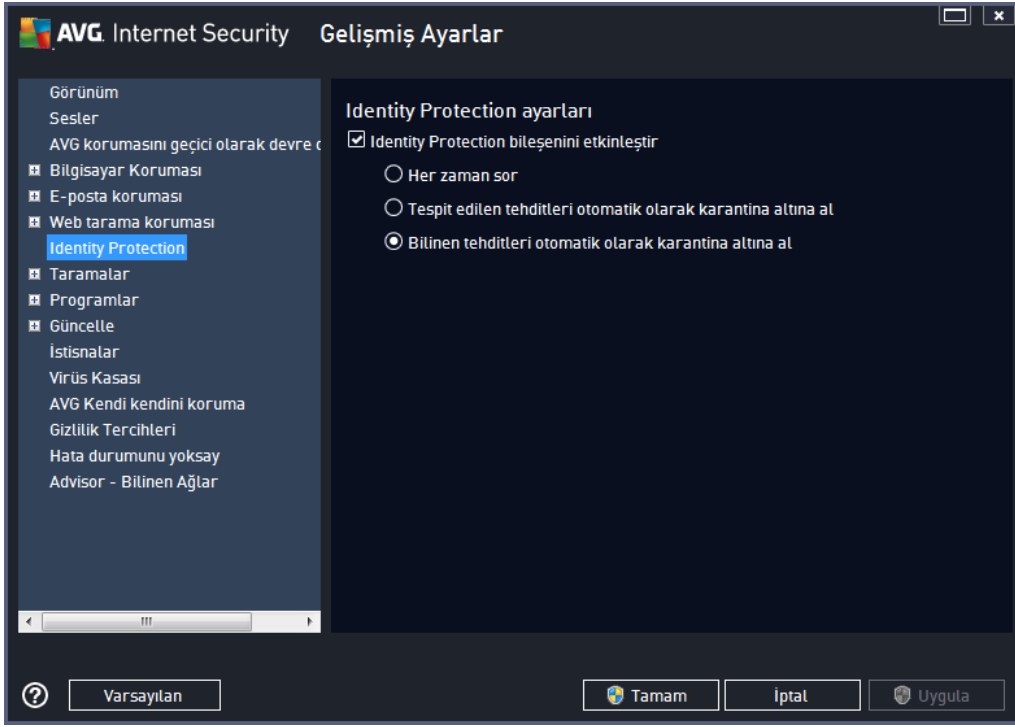 AVG. Internet Security Gelişmiş Ayarlar
Görünüm
Sesler
AVG korumasını geçici olarak devre
Bilgisayar Koruması
E-posta koruması
Web tarama koruması
Identity Protection
Taramalar
Programlar
Güncelle
İstisnalar
Virüs Kasası
AVG Kendi kendini koruma
Gizlilik Tercihleri
Hata durumunu yoksay
Advisor - Bilinen Ağlar
Identity Protection ayarları
Identity Protection bileşenini etkinleştir
Her zaman sor
Tespit edilen tehditleri otomatik olarak karantina altına al
Bilinen tehditleri otomatik olarak karantina altına al
Varsayılan
Tamam
İptal
Uygula